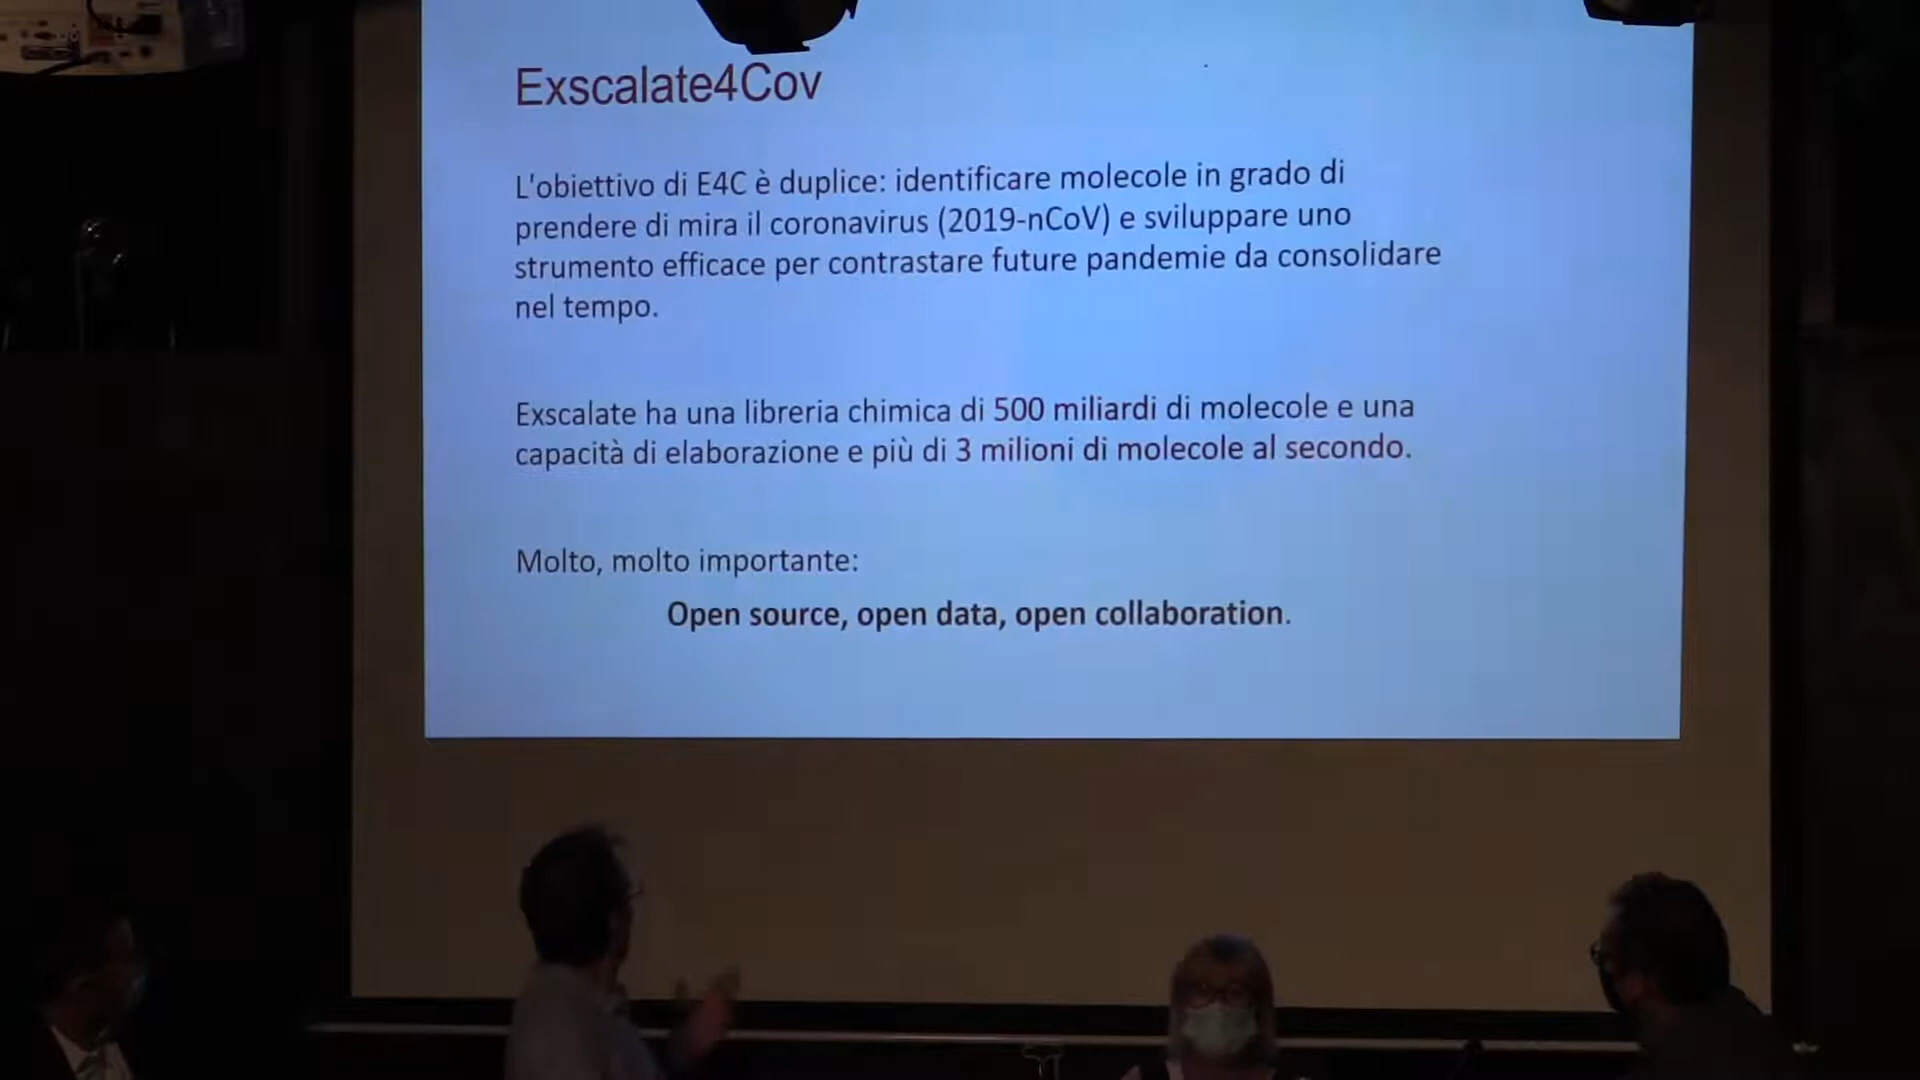 Exscalate4Cov
L'obiettivo di E4C è duplice: identificare molecole in grado di
prendere di mira il coronavirus (2019-nCoV) e sviluppare uno
strumento efficace per contrastare future pandemie da consolidare
nel tempo.
Exscalate ha una libreria chimica di 500 miliardi di molecole e una
capacità di elaborazione e più di 3 milioni di molecole al secondo.
Molto, molto importante:
Open source, open data, open collaboration.